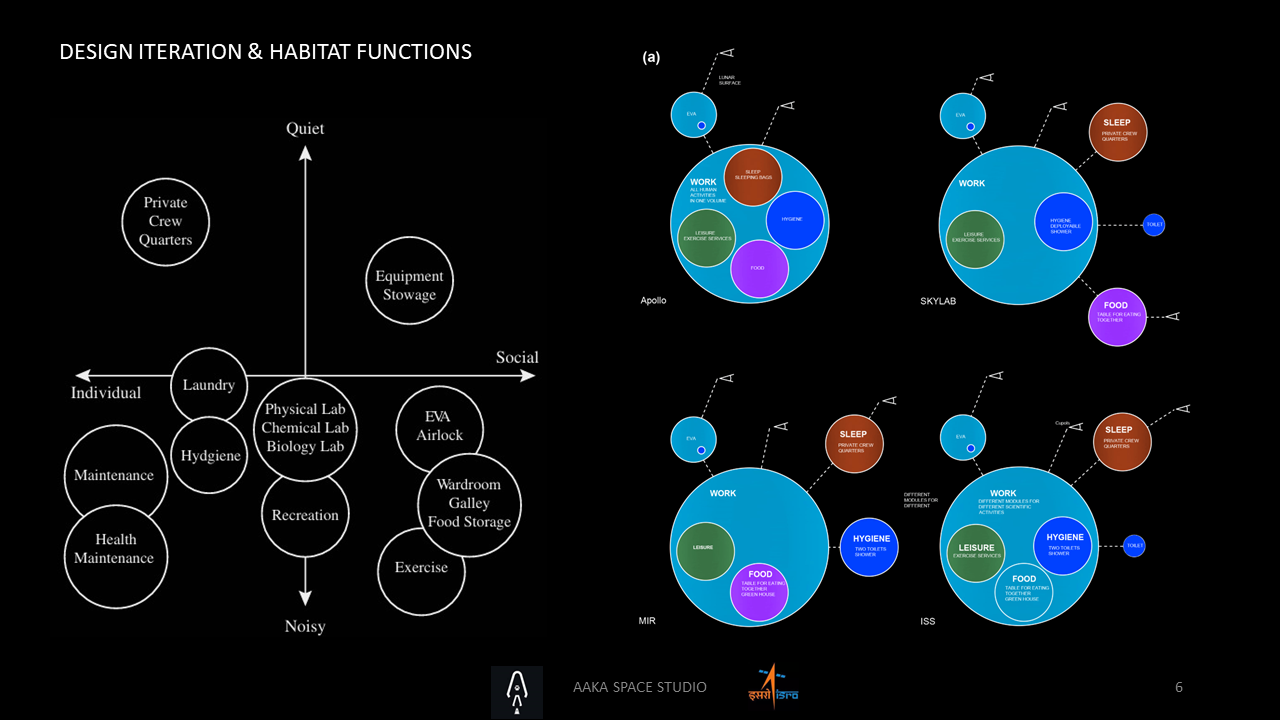 DESIGN ITERATION & HABITAT FUNCTIONS
Quiet
Private
Crew
Quarters
Equipment
Stowage
Social
Individual
Laundry
Physical Lab
Chemical Lab
Biology Lab
EVA
Airlock
Hydgiene
Maintenance
Wardroom
Galley
Food Storage
Recreation
Health
Maintenance
Exercise
Noisy
(a)
LUNAR
SURFACE
EVA
WORK
ALL HUMAN
ACTIVITIES
IN ONE VOLUME
SLEEP
SLEEPING BAGS
HYGIENE
LEISURE
EXERCISE SERVICES
FOOD
Apollo
EVA
SLEEP
PRIVATE CREW
QUARTERS
WORK
HYGIENE
DEPLOYABLE
SHOWER
TOILET
LEISURE
EXERCISE SERVICES
FOOD
TABLE FOR EATING
TOGETHER
SKYLAB
EVA
SLEEP
PRIVATE CREW
QUARTERS
WORK
HYGIENE
TWO TOILETS
SHOWER
LEISURE
FOOD
TABLE FOR EATING
TOGETHER
GREEN HOUSE
MIR
DIFFERENT
MODULES FOR
DIFFERENT
EVA
Cupola
SLEEP
PRIVATE CREW
QUARTERS
WORK
DIFFERENT MODULES FOR
DIFFERENT SCIENTIFIC
ACTIVITIES
HYGIENE
TWO TOILETS
SHOWER
TOILET
LEISURE
EXERCISE SERVICES
FOOD
TABLE FOR EATING
TOGETHER
GREEN HOUSE
ISS
AAKA SPACE STUDIO
इसरो isro
6